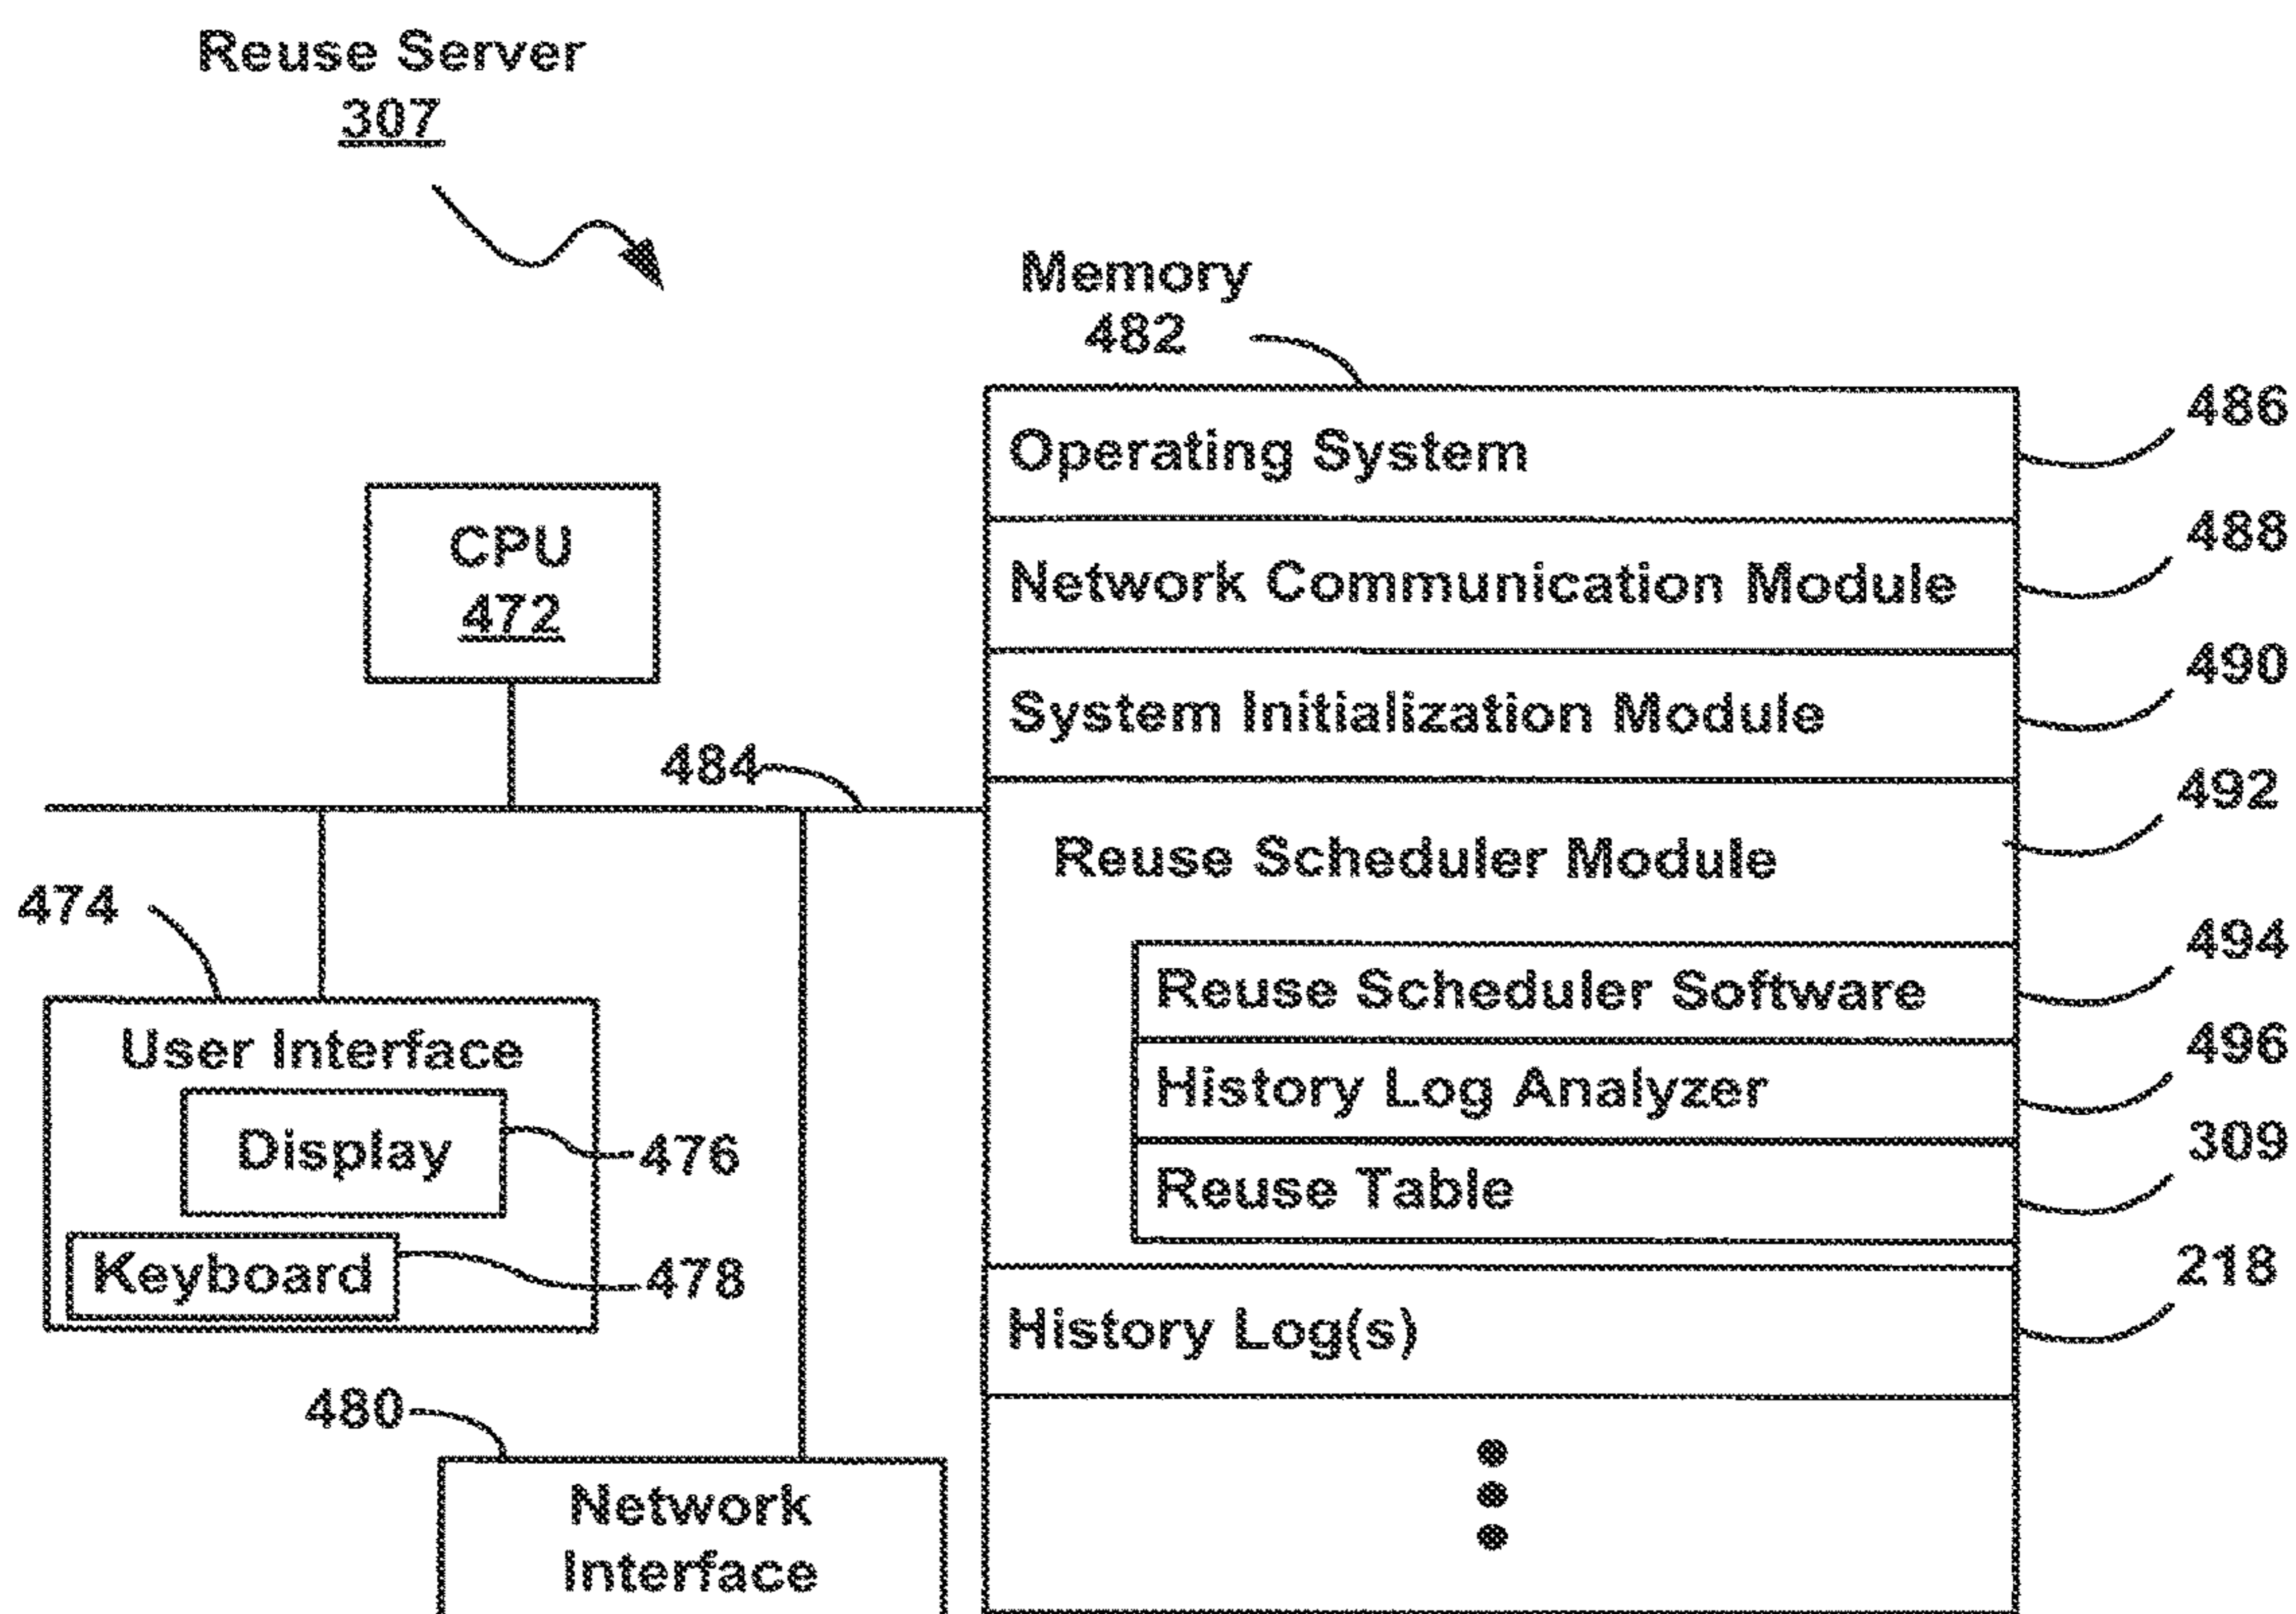 Reuse Server
307
Memory
482
Operating System
486
Network Communication Module
488
System Initialization Module
490
Reuse Scheduler Module
492
Reuse Scheduler Software
494
History Log Analyzer
496
Reuse Table
309
History Log(s)
218
CPU
472
484
474
User Interface
Display
476
Keyboard
478
480
Network
Interface